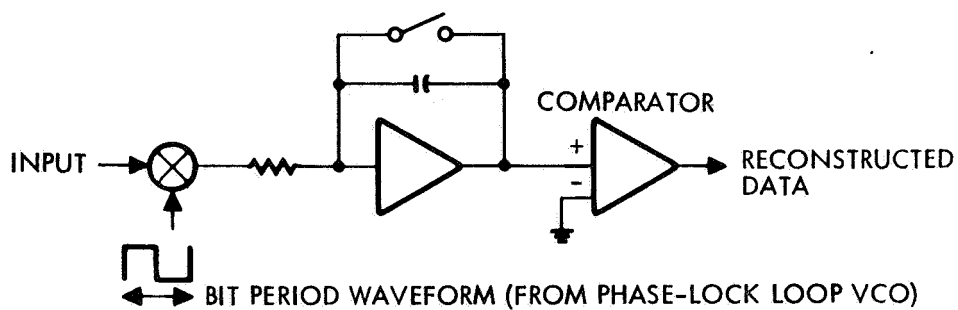 COMPARATOR
INPUT
+
-
RECONSTRUCTED
DATA
BIT PERIOD WAVEFORM (FROM PHASE-LOCK LOOP VCO)